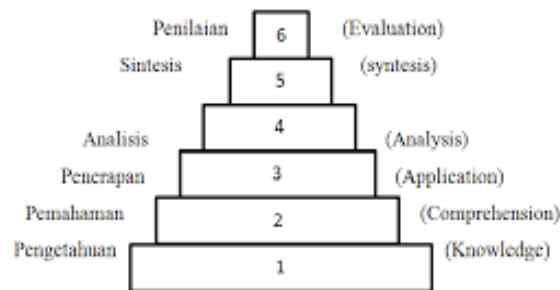 Penilaian 6 (Evaluation)
Sintesis 5 (syntesis)
4
Analisis (Analysis)
Penerapan 3 (Application)
Pemahaman 2 (Comprehension)
Pengetahuan (Knowledge)
1